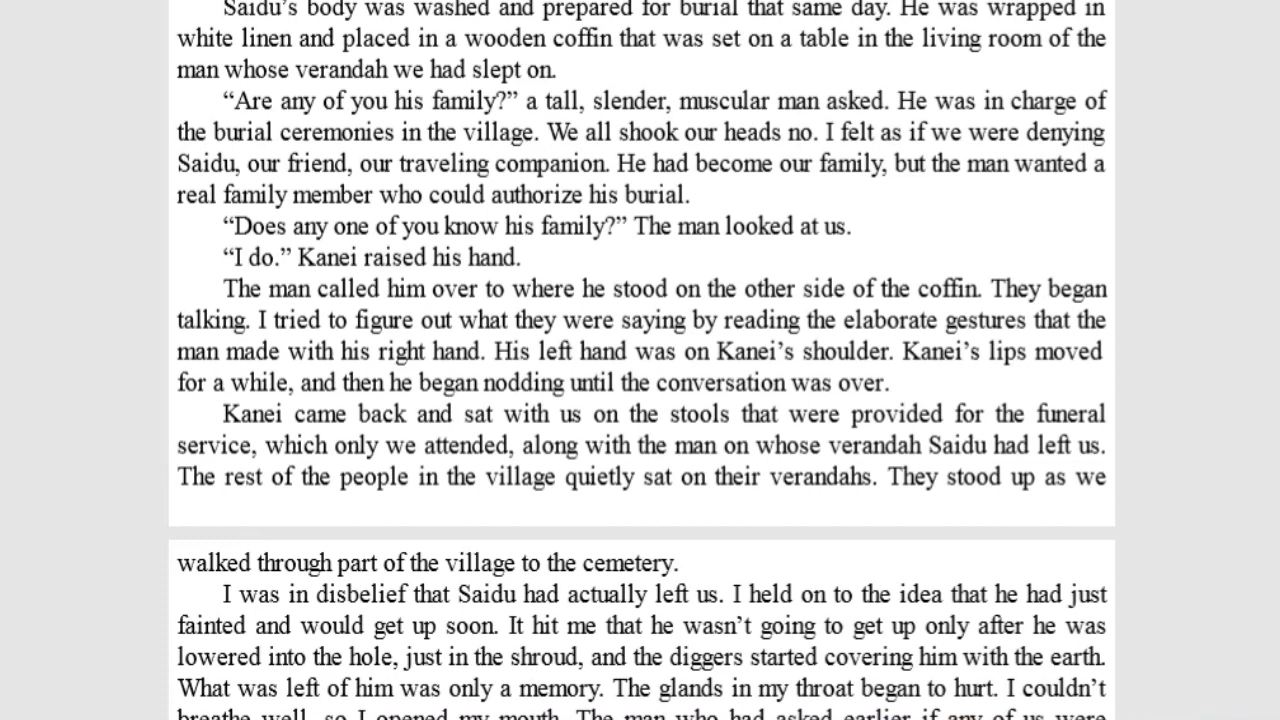 Saidu’s body was washed and prepared for burial that same day. He was wrapped in
white linen and placed in a wooden coffin that was set on a table in the living room of the
man whose verandah we had slept on.
“Are any of you his family?” a tall, slender, muscular man asked. He was in charge of
the burial ceremonies in the village. We all shook our heads no. I felt as if we were denying
Saidu, our friend, our traveling companion. He had become our family, but the man wanted a
real family member who could authorize his burial.
“Does any one of you know his family?” The man looked at us.
“I do.” Kanei raised his hand.
The man called him over to where he stood on the other side of the coffin. They began
talking. I tried to figure out what they were saying by reading the elaborate gestures that the
man made with his right hand. His left hand was on Kanei’s shoulder. Kanei’s lips moved
for a while, and then he began nodding until the conversation was over.
Kanei came back and sat with us on the stools that were provided for the funeral
service, which only we attended, along with the man on whose verandah Saidu had left us.
The rest of the people in the village quietly sat on their verandahs. They stood up as we
walked through part of the village to the cemetery.
I was in disbelief that Saidu had actually left us. I held on to the idea that he had just
fainted and would get up soon. It hit me that he wasn’t going to get up only after he was
lowered into the hole, just in the shroud, and the diggers started covering him with the earth.
What was left of him was only a memory. The glands in my throat began to hurt. I couldn’t
breathe well, so I opened my mouth. The man who had asked earlier if any of us were